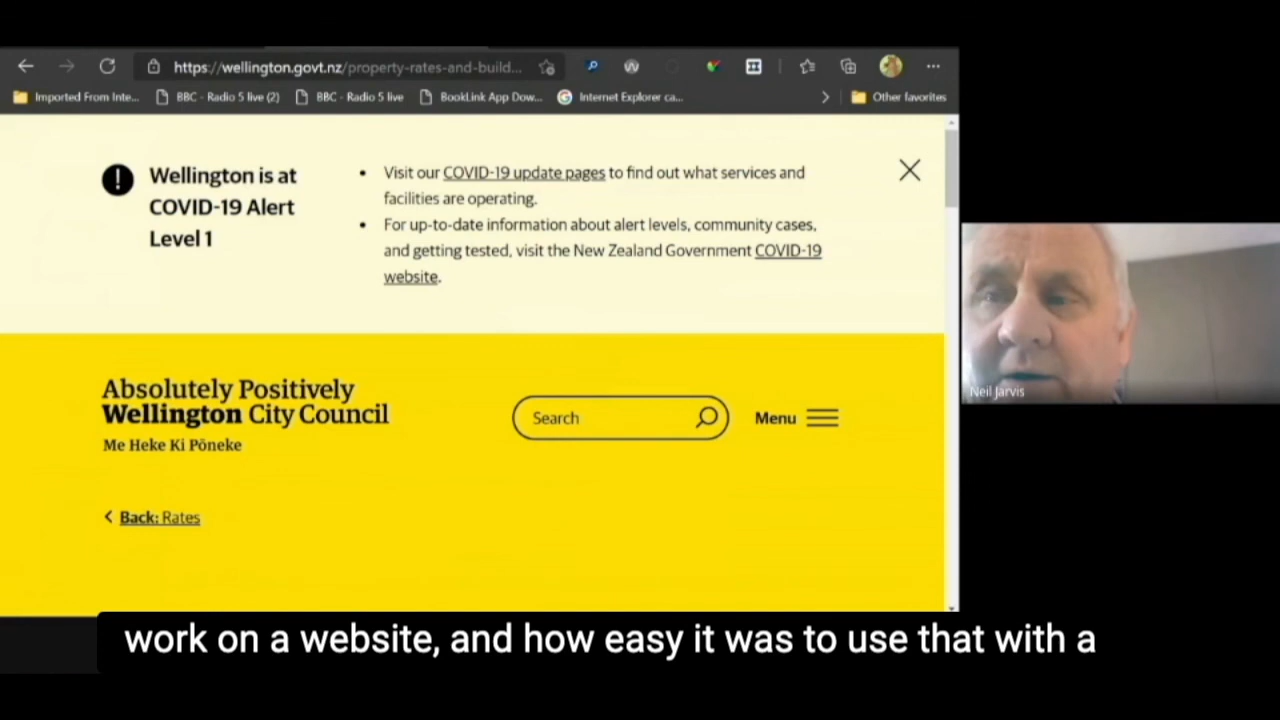 https://wellington.govt.nz/property-rates-and-build...
Imported From Inte...
BBC - Radio 5 live (2)
BBC - Radio 5 live
BookLink App Dow...
Internet Explorer ca...
Other favorites
Wellington is at
COVID-19 Alert
Level 1
• Visit our COVID-19 update pages to find out what services and
facilities are operating.
• For up-to-date information about alert levels, community cases,
and getting tested, visit the New Zealand Government COVID-19
website.
Absolutely Positively
Wellington City Council
Me Heke Ki Pōneke
Search
Menu
Back: Rates
Neil Jarvis
work on a website, and how easy it was to use that with a